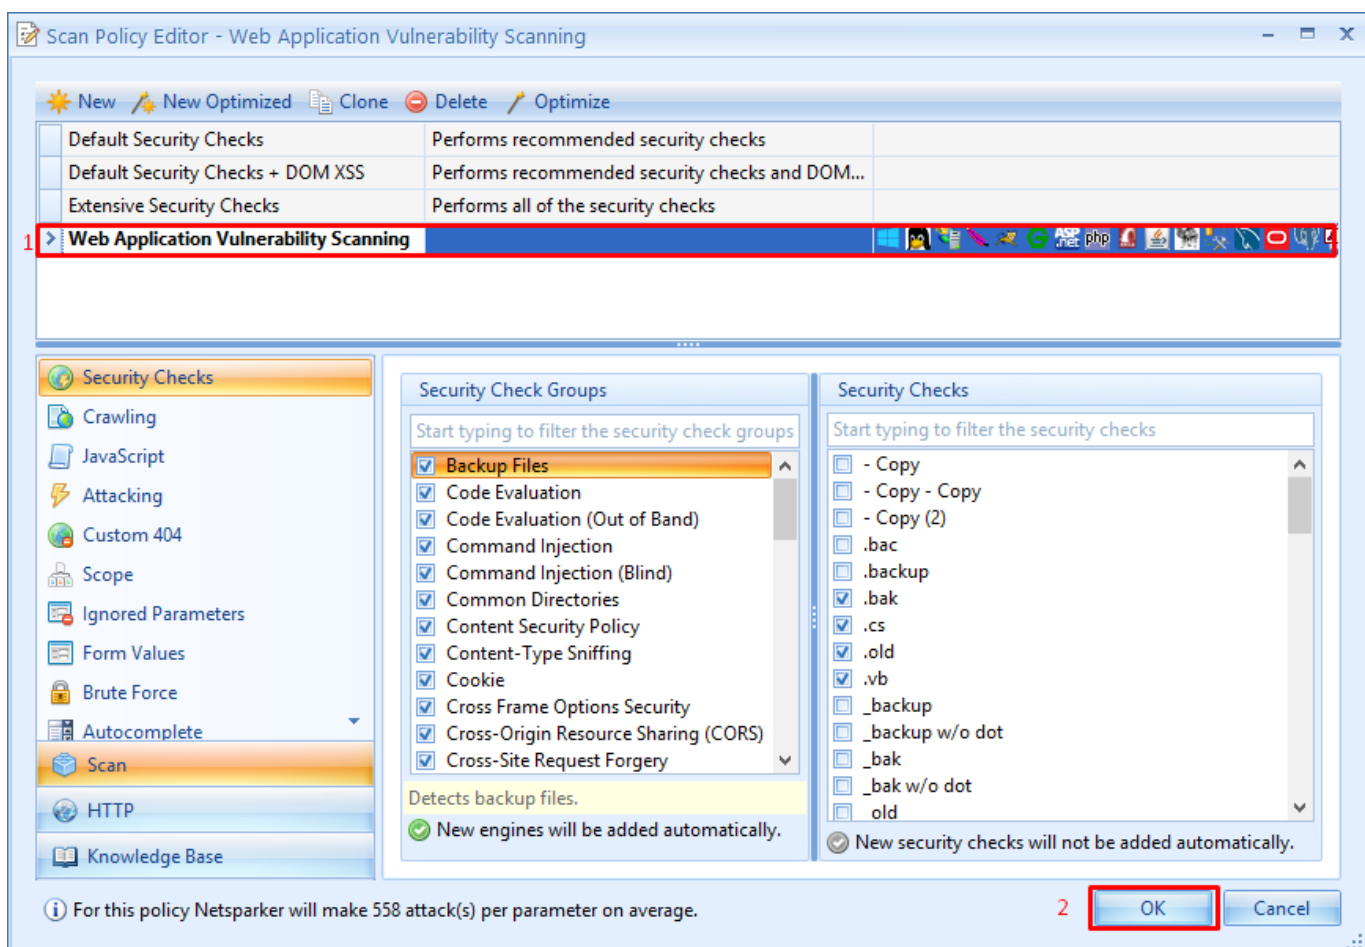 Scan Policy Editor - Web Application Vulnerability Scanning
New New Optimized Clone Delete Optimize
Default Security Checks Performs recommended security checks
Default Security Checks + DOM XSS Performs recommended security checks and DOM...
Extensive Security Checks Performs all of the security checks
1 Web Application Vulnerability Scanning ASP .net php
Security Checks
Crawling
JavaScript
Attacking
Custom 404
Scope
Ignored Parameters
Form Values
Brute Force
Autocomplete
Scan
HTTP
Knowledge Base
Security Check Groups
Start typing to filter the security check groups
Backup Files
Code Evaluation
Code Evaluation (Out of Band)
Command Injection
Command Injection (Blind)
Common Directories
Content Security Policy
Content-Type Sniffing
Cookie
Cross Frame Options Security
Cross-Origin Resource Sharing (CORS)
Cross-Site Request Forgery
Detects backup files.
New engines will be added automatically.
Security Checks
Start typing to filter the security checks
- Copy
- Copy - Copy
- Copy (2)
.bac
.backup
.bak
.cs
.old
.vb
_backup
_backup w/o dot
_bak
_bak w/o dot
_old
New security checks will not be added automatically.
For this policy Netsparker will make 558 attack(s) per parameter on average.
2 OK Cancel